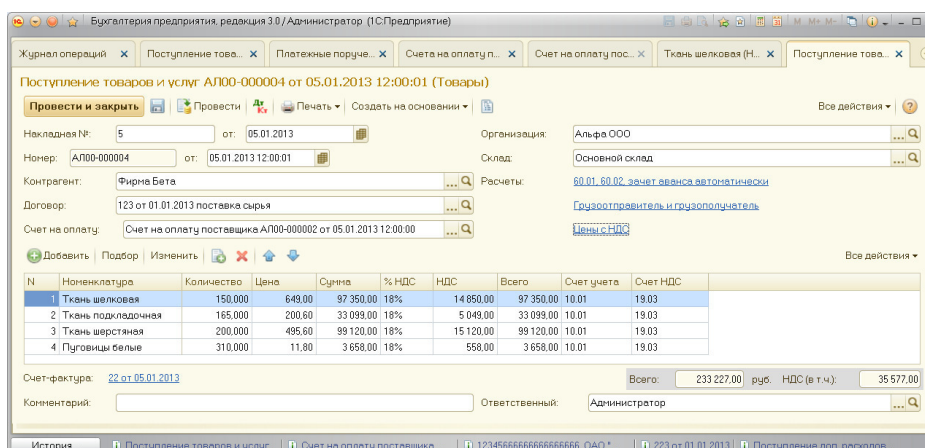 Бухгалтерия предприятия, редакция 3.0 / Администратор (1С:Предприятие) M M+ M-
Журнал операций Поступление това... Платежные поруче... Счета на оплату п... Счет на оплату пос... Ткань шелковая (Н... Поступление това...
Поступление товаров и услуг АЛ00-000004 от 05.01.2013 12:00:01 (Товары)
Провести и закрыть Провести Дт Кт Печать Создать на основании Все действия ?
Накладная №: 5 от: 05.01.2013 Организация: Альфа ООО ...
Номер: АЛ00-000004 от: 05.01.2013 12:00:01 Склад: Основной склад ...
Контрагент: Фирма Бета ... Расчеты: 60.01, 60.02, зачет аванса автоматически
Договор: 123 от 01.01.2013 поставка сырья ... Грузоотправитель и грузополучатель
Счет на оплату: Счет на оплату поставщика АЛ00-000002 от 05.01.2013 12:00:00 ... Цены с НДС
Добавить Подбор Изменить Все действия
N Номенклатура Количество Цена Сумма % НДС НДС Всего Счет учета Счет НДС
1 Ткань шелковая 150,000 649,00 97 350,00 18% 14 850,00 97 350,00 10.01 19.03
2 Ткань подкладочная 165,000 200,60 33 099,00 18% 5 049,00 33 099,00 10.01 19.03
3 Ткань шерстяная 200,000 495,60 99 120,00 18% 15 120,00 99 120,00 10.01 19.03
4 Пуговицы белые 310,000 11,80 3 658,00 18% 558,00 3 658,00 10.01 19.03
Счет-фактура: 22 от 05.01.2013 Всего: 233 227,00 руб. НДС (в т.ч.): 35 577,00
Комментарий: Ответственный: Администратор ...
История Поступление товаров и услуг Счет на оплату поставщика 223 от 01.01.2013 Поступление доп. расходов